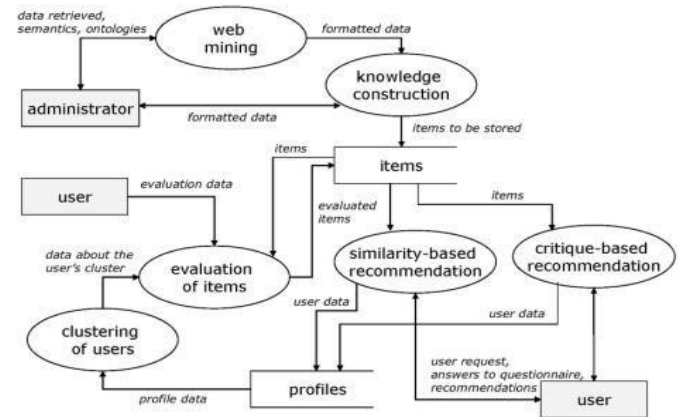 data retrieved,
semantics, ontologies
web
mining
formatted data
knowledge
construction
administrator
formatted data
items to be stored
items
items
items
user
evaluation data
evaluated
items
data about the
user's cluster
evaluation
of items
similarity-based
recommendation
critique-based
recommendation
user data
user data
clustering
of users
profile data
profiles
user request,
answers to questionnaire,
recommendations
user